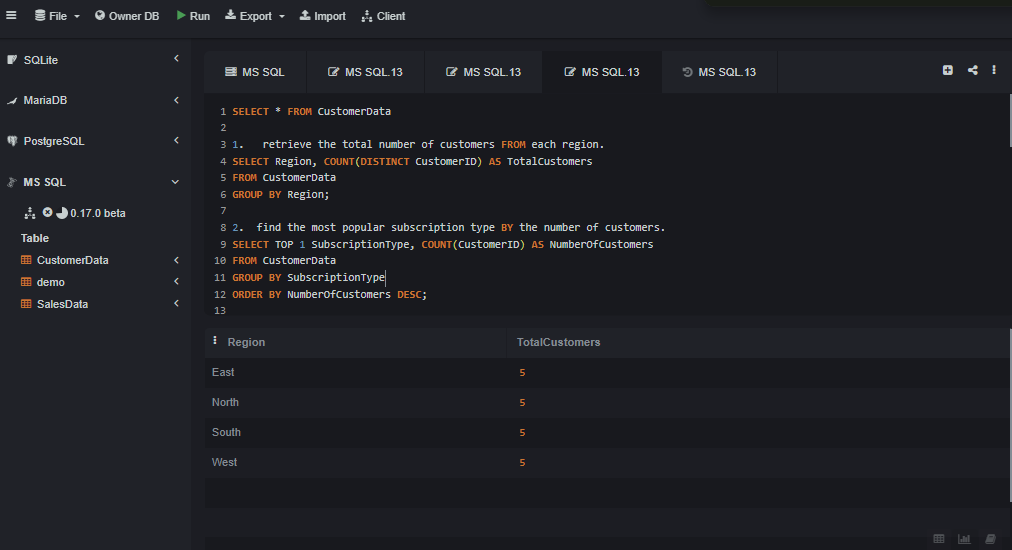 File Owner DB Run Export Import Client
SQLite
MariaDB
PostgreSQL
MS SQL
0.17.0 beta
Table
CustomerData
demo
SalesData
MS SQL MS SQL.13 MS SQL.13 MS SQL.13 MS SQL.13
1 SELECT * FROM CustomerData
2
3 1.   retrieve the total number of customers FROM each region.
4 SELECT Region, COUNT(DISTINCT CustomerID) AS TotalCustomers
5 FROM CustomerData
6 GROUP BY Region;
7
8 2.  find the most popular subscription type BY the number of customers.
9 SELECT TOP 1 SubscriptionType, COUNT(CustomerID) AS NumberOfCustomers
10 FROM CustomerData
11 GROUP BY SubscriptionType
12 ORDER BY NumberOfCustomers DESC;
13
Region TotalCustomers
East 5
North 5
South 5
West 5